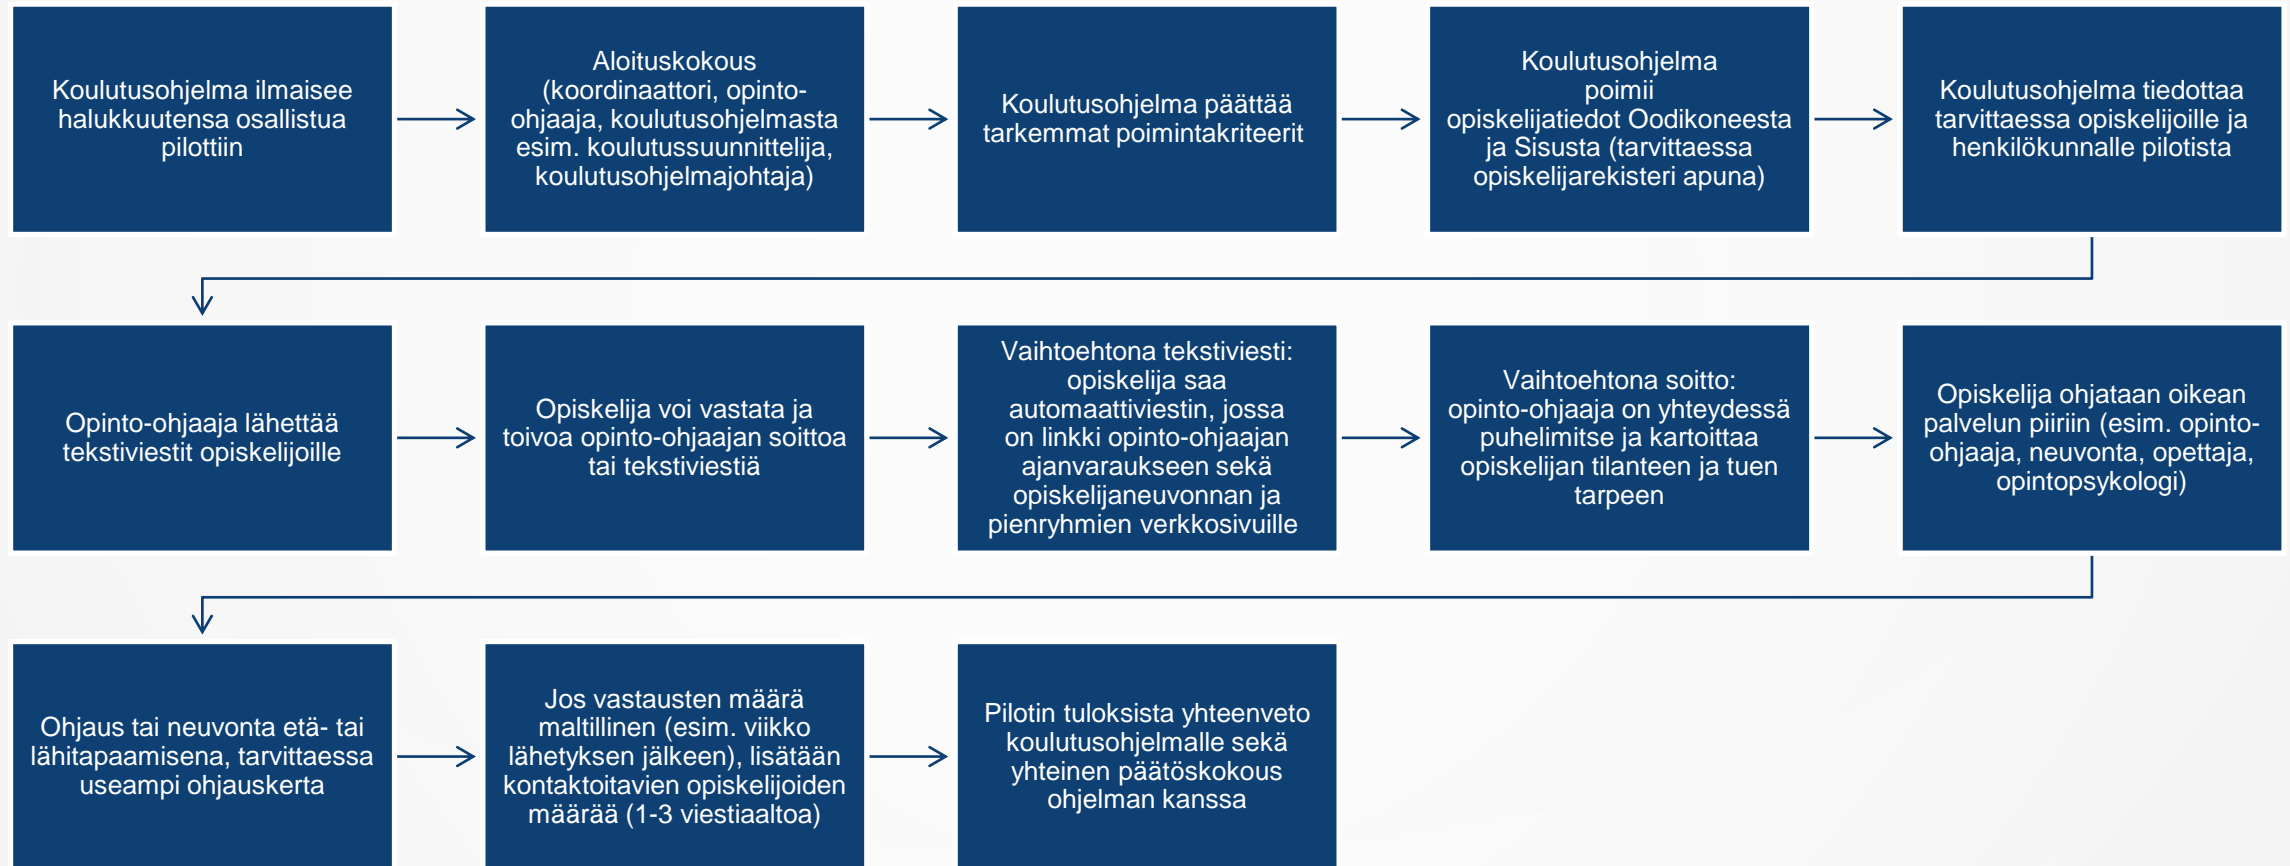 Koulutusohjelma ilmaisee
halukkuutensa osallistua
pilottiin
Aloituskokous
(koordinaattori, opinto-
ohjaaja, koulutusohjelmasta
esim. koulutussuunnittelija,
koulutusohjelmajohtaja)
Koulutusohjelma päättää
tarkemmat poimintakriteerit
Koulutusohjelma
poimii
opiskelijatiedot Oodikoneesta
ja Sisusta (tarvittaessa
opiskelijarekisteri apuna)
Koulutusohjelma tiedottaa
tarvittaessa opiskelijoille ja
henkilökunnalle pilotista
Opinto-ohjaaja lähettää
tekstiviestit opiskelijoille
Opiskelija voi vastata ja
toivoa opinto-ohjaajan soittoa
tai tekstiviestiä
Vaihtoehtona tekstiviesti:
opiskelija saa
automaattiviestin, jossa
on linkki opinto-ohjaajan
ajanvaraukseen sekä
opiskelijaneuvonnan ja
pienryhmien verkkosivuille
Vaihtoehtona soitto:
opinto-ohjaaja on yhteydessä
puhelimitse ja kartoittaa
opiskelijan tilanteen ja tuen
tarpeen
Opiskelija ohjataan oikean
palvelun piiriin (esim. opinto-
ohjaaja, neuvonta, opettaja,
opintopsykologi)
Ohjaus tai neuvonta etä- tai
lähitapaamisena, tarvittaessa
useampi ohjauskerta
Jos vastausten määrä
maltillinen (esim. viikko
lähetyksen jälkeen), lisätään
kontaktoitavien opiskelijoiden
määrää (1-3 viestiaaltoa)
Pilotin tuloksista yhteenveto
koulutusohjelmalle sekä
yhteinen päätöskokous
ohjelman kanssa